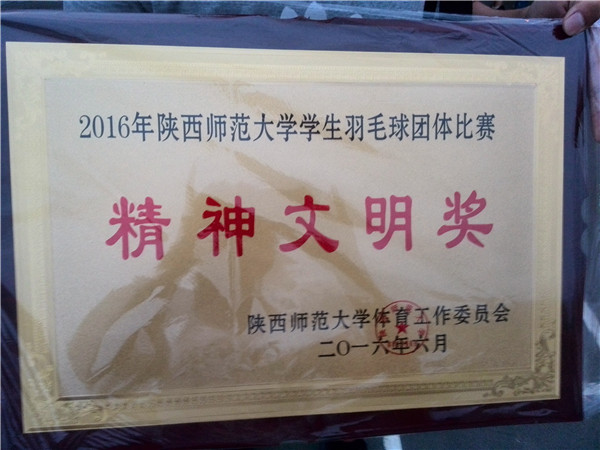 2016年陕西师范大学学生羽毛球团体比赛
精神文明奖
陕西师范大学体育工作委员会
二〇一六年六月